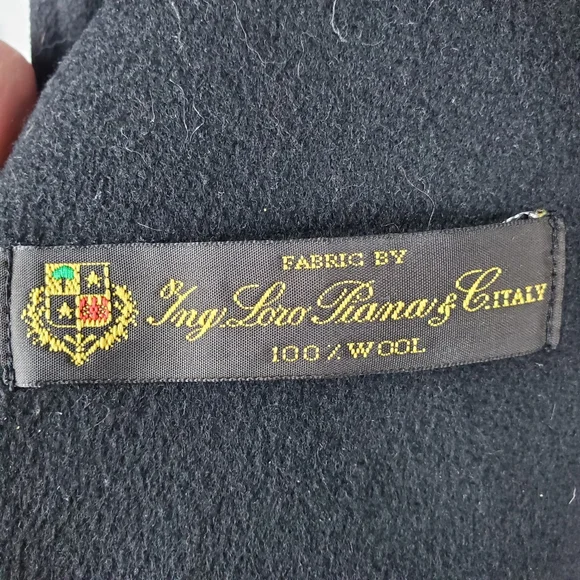 FABRIC BY
Ing. Loro Piana & C. ITALY
100% WOOL